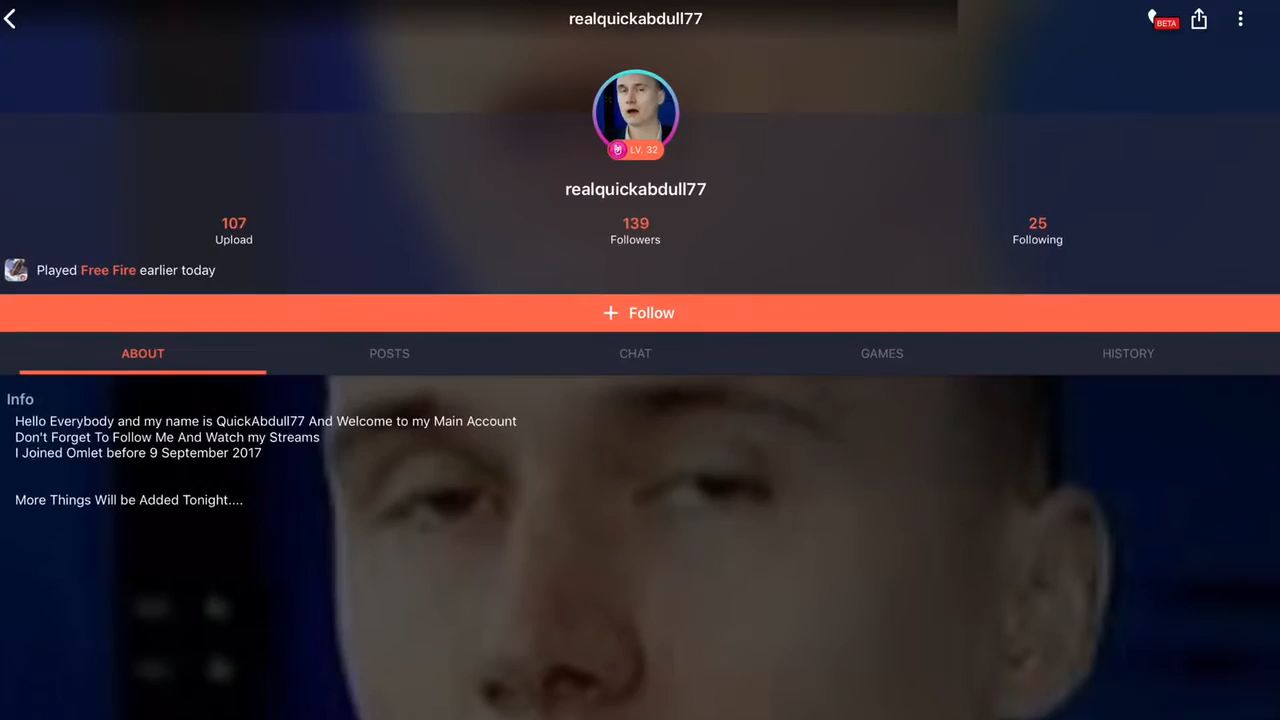 realquickabdull77
BETA
LV. 32
realquickabdull77
107
Upload
139
Followers
25
Following
Played Free Fire earlier today
+ Follow
ABOUT
POSTS
CHAT
GAMES
HISTORY
Info
Hello Everybody and my name is QuickAbdull77 And Welcome to my Main Account
Don't Forget To Follow Me And Watch my Streams
I Joined Omlet before 9 September 2017
More Things Will be Added Tonight....